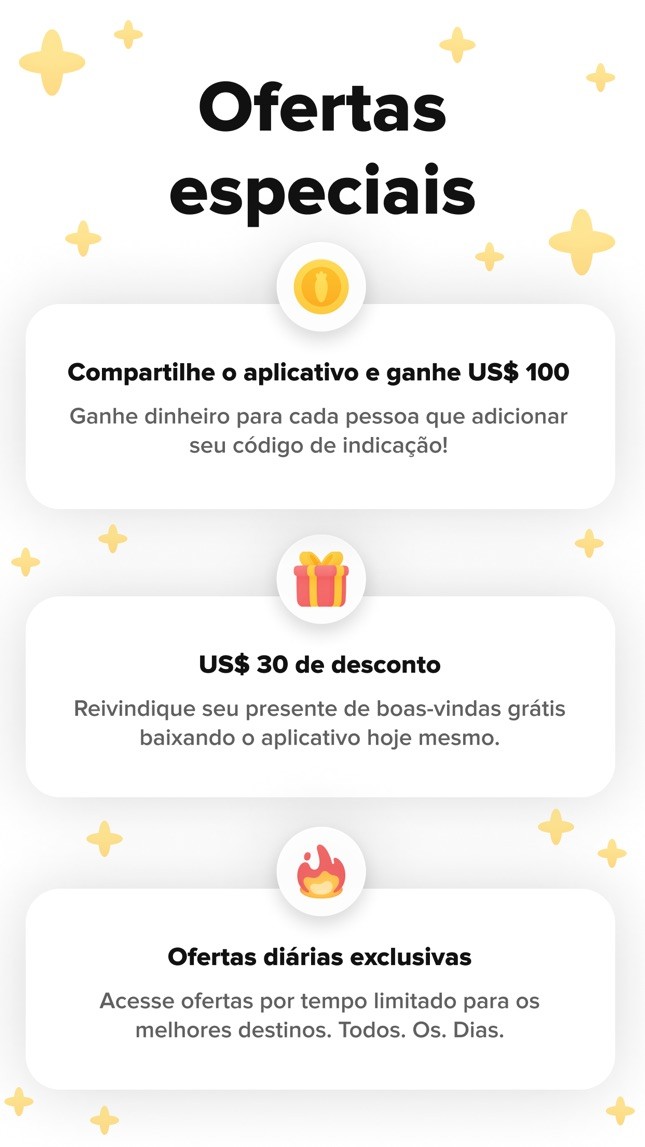 Ofertas
especiais
Compartilhe o aplicativo e ganhe US$ 100
Ganhe dinheiro para cada pessoa que adicionar
seu código de indicação!
US$ 30 de desconto
Reivindique seu presente de boas-vindas grátis
baixando o aplicativo hoje mesmo.
Ofertas diárias exclusivas
Acesse ofertas por tempo limitado para os
melhores destinos. Todos. Os. Dias.